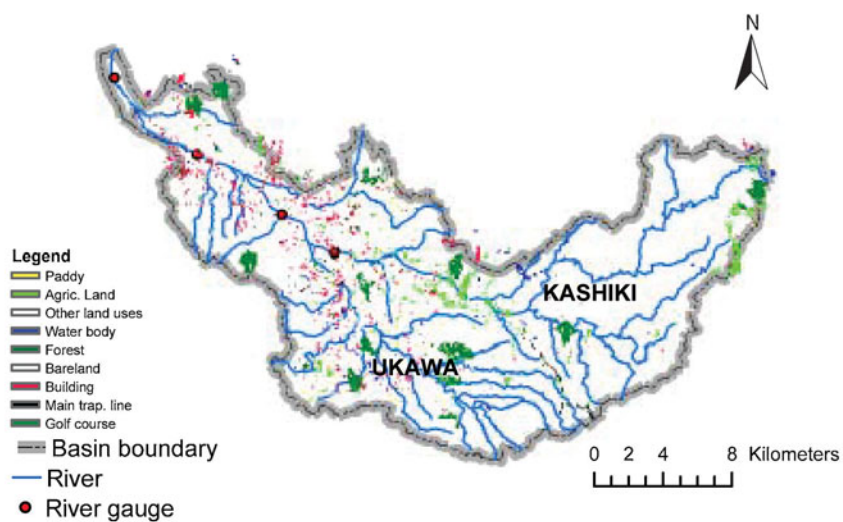 N
KASHIKI
UKAWA
Legend
Paddy
Agric. Land
Other land uses
Water body
Forest
Bareland
Building
Main trap. line
Golf course
Basin boundary
River
River gauge
0 2 4 8 Kilometers